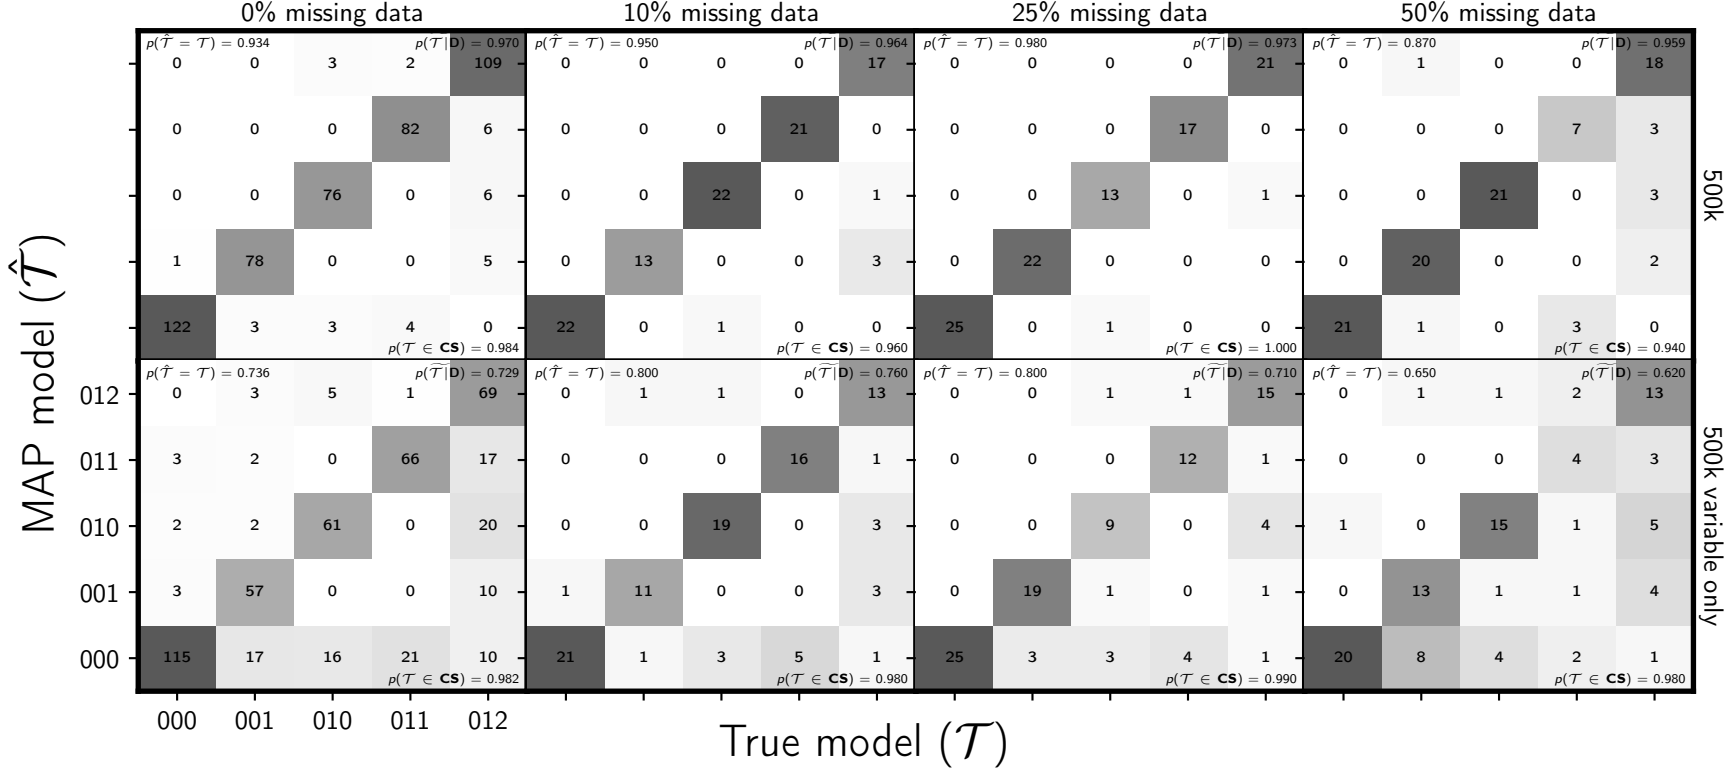 0% missing data 10% missing data 25% missing data 50% missing data
p(𝒯̂ = 𝒯) = 0.934 p(𝒯|D) = 0.970 p(𝒯̂ = 𝒯) = 0.950 p(𝒯|D) = 0.964 p(𝒯̂ = 𝒯) = 0.980 p(𝒯|D) = 0.973 p(𝒯̂ = 𝒯) = 0.870 p(𝒯|D) = 0.959
0 0 3 2 109 0 0 0 0 17 0 0 0 0 21 0 1 0 0 18
0 0 0 82 6 0 0 0 21 0 0 0 0 17 0 0 0 0 7 3
0 0 76 0 6 0 0 22 0 1 0 0 13 0 1 0 0 21 0 3
1 78 0 0 5 0 13 0 0 3 0 22 0 0 0 0 20 0 0 2
122 3 3 4 0 22 0 1 0 0 25 0 1 0 0 21 1 0 3 0
p(𝒯 ∈ CS) = 0.984 p(𝒯 ∈ CS) = 0.960 p(𝒯 ∈ CS) = 1.000 p(𝒯 ∈ CS) = 0.940
500k
p(𝒯̂ = 𝒯) = 0.736 p(𝒯|D) = 0.729 p(𝒯̂ = 𝒯) = 0.800 p(𝒯|D) = 0.760 p(𝒯̂ = 𝒯) = 0.800 p(𝒯|D) = 0.710 p(𝒯̂ = 𝒯) = 0.650 p(𝒯|D) = 0.620
012 0 3 5 1 69 0 1 1 0 13 0 0 1 1 15 0 1 1 2 13
011 3 2 0 66 17 0 0 0 16 1 0 0 0 12 1 0 0 0 4 3
010 2 2 61 0 20 0 0 19 0 3 0 0 9 0 4 1 0 15 1 5
001 3 57 0 0 10 1 11 0 0 3 0 19 1 0 1 0 13 1 1 4
000 115 17 16 21 10 21 1 3 5 1 25 3 3 4 1 20 8 4 2 1
p(𝒯 ∈ CS) = 0.982 p(𝒯 ∈ CS) = 0.980 p(𝒯 ∈ CS) = 0.990 p(𝒯 ∈ CS) = 0.980
500k variable only
000 001 010 011 012
MAP model (𝒯̂)
True model (𝒯)